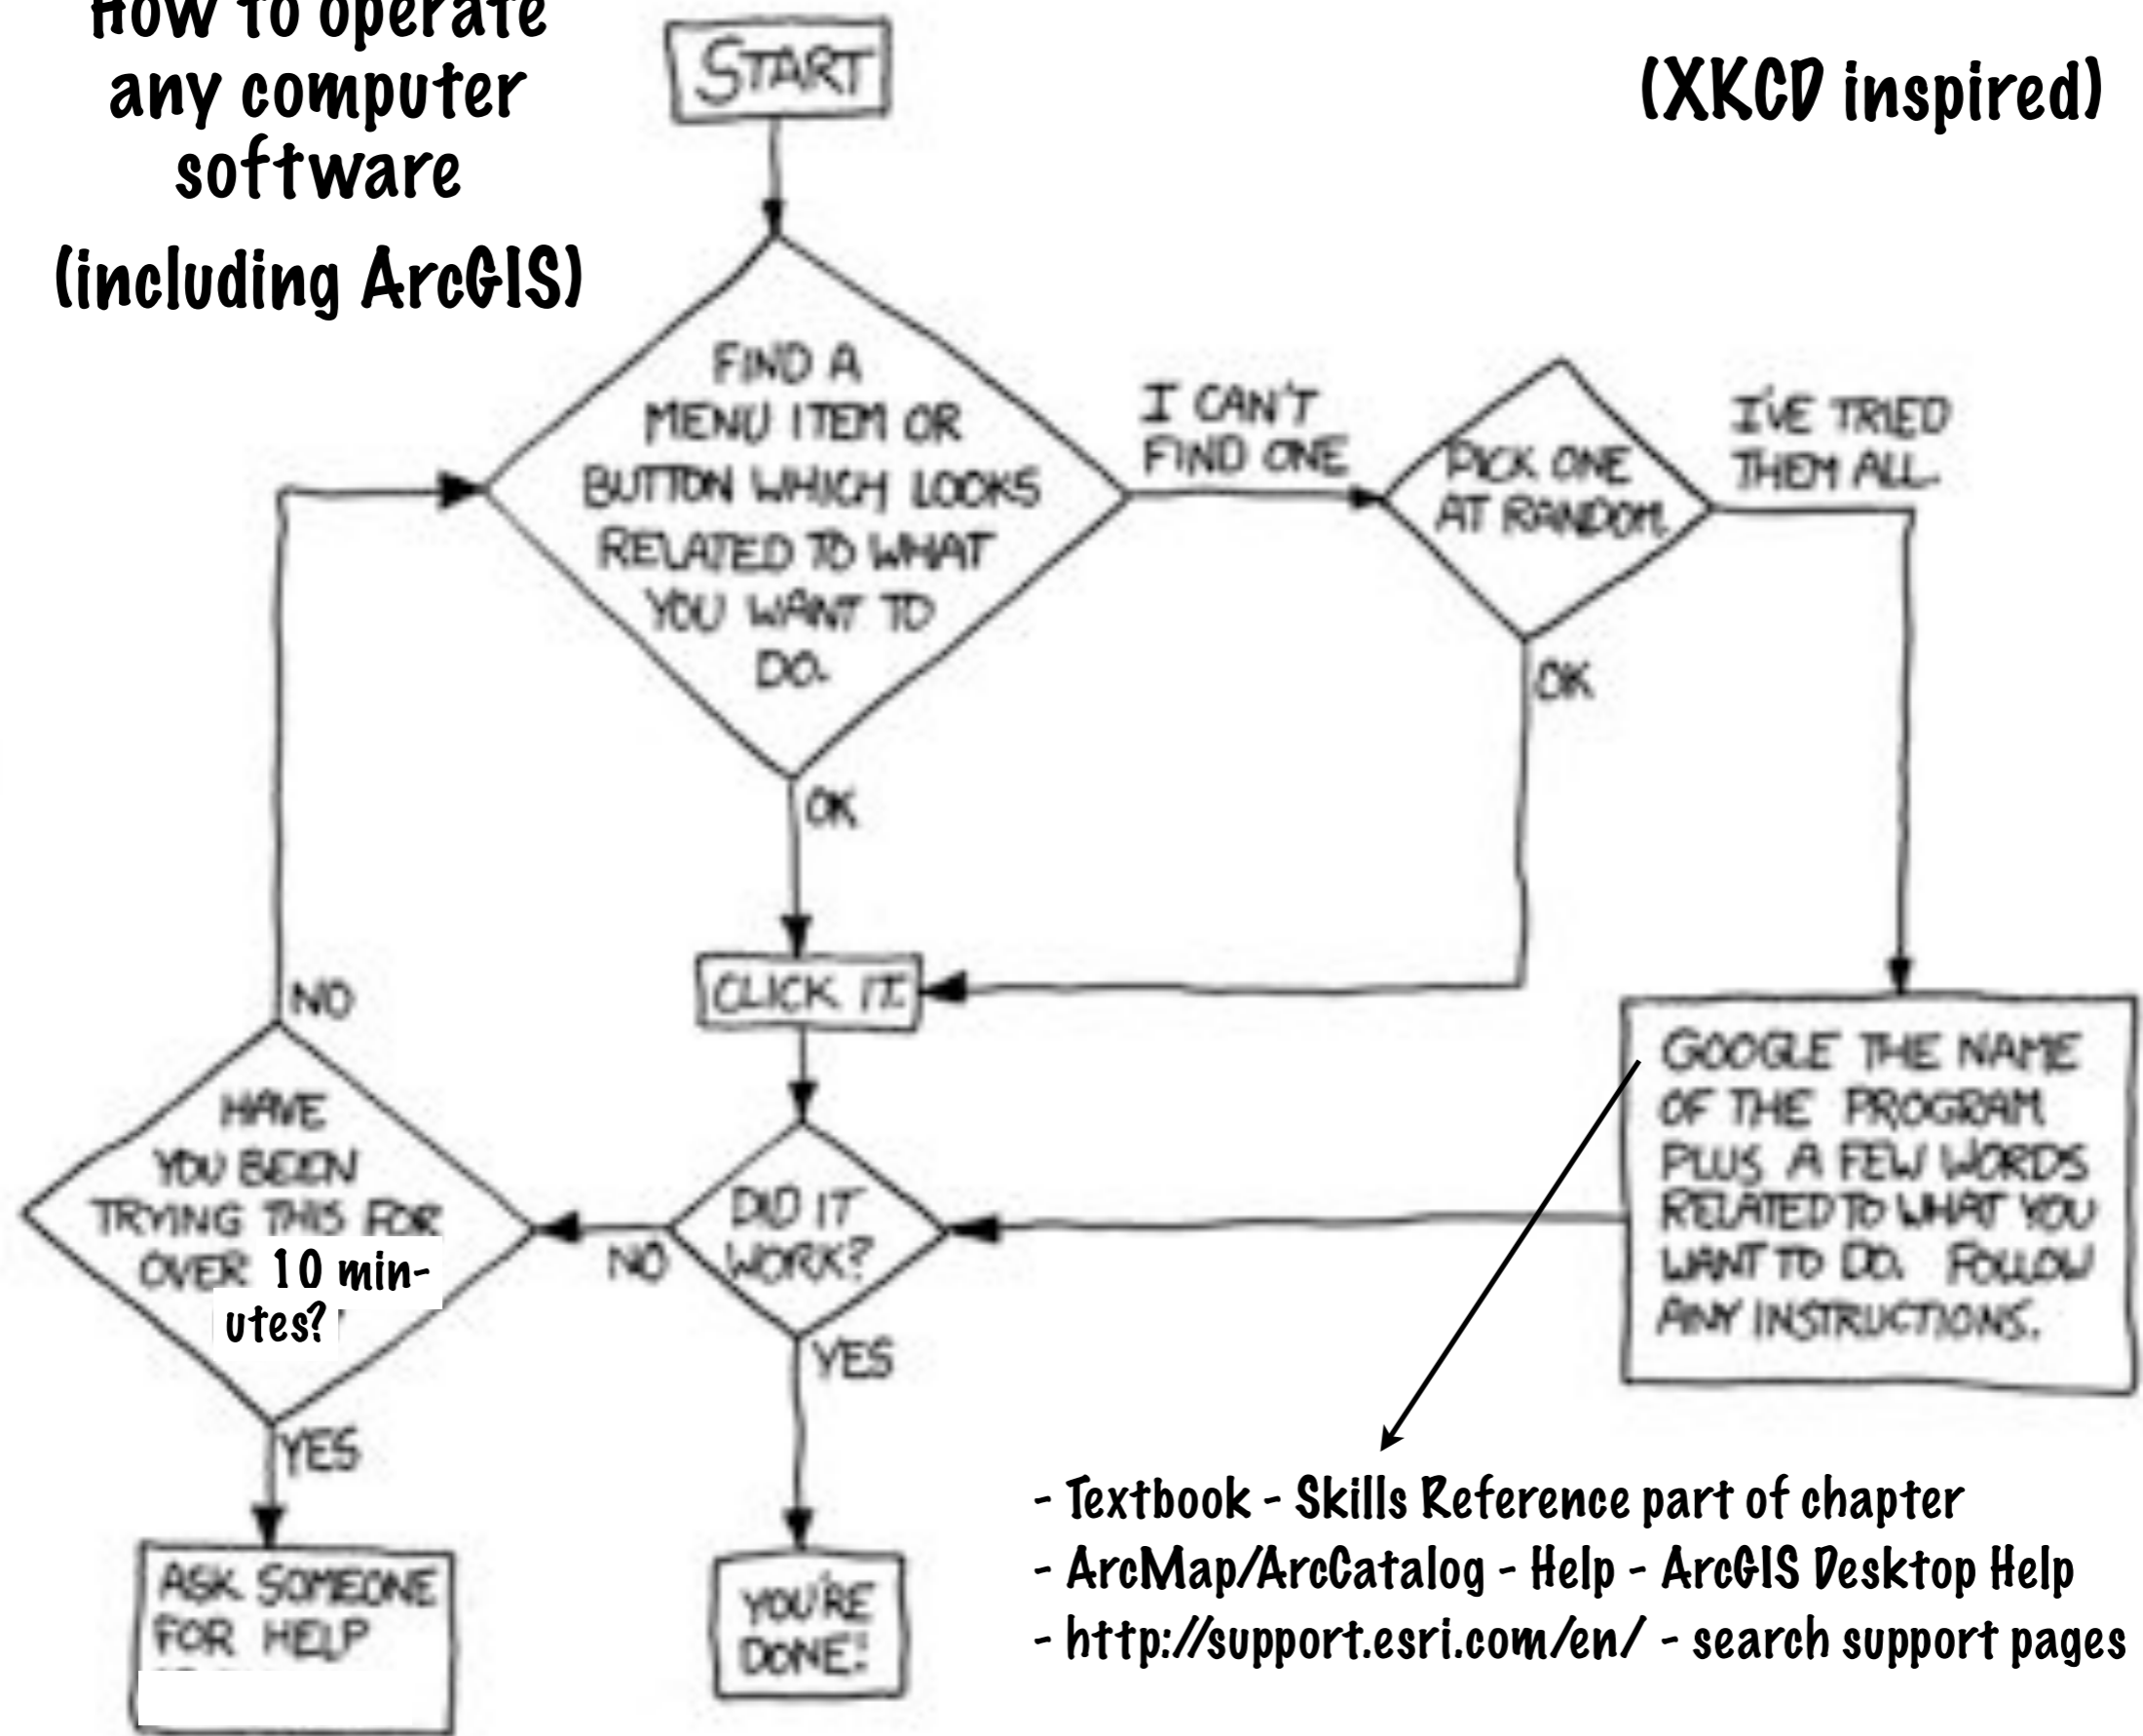 How to operate
any computer
software
(including ArcGIS)
(XKCD inspired)
START
FIND A
MENU ITEM OR
BUTTON WHICH LOOKS
RELATED TO WHAT
YOU WANT TO
DO.
I CAN'T
FIND ONE
PICK ONE
AT RANDOM.
I'VE TRIED
THEM ALL.
OK
OK
CLICK IT.
NO
HAVE
YOU BEEN
TRYING THIS FOR
OVER 10 min-
utes?
NO
DID IT
WORK?
GOOGLE THE NAME
OF THE PROGRAM
PLUS A FEW WORDS
RELATED TO WHAT YOU
WANT TO DO. FOLLOW
ANY INSTRUCTIONS.
YES
YES
ASK SOMEONE
FOR HELP
YOU'RE
DONE!
- Textbook - Skills Reference part of chapter
- ArcMap/ArcCatalog - Help - ArcGIS Desktop Help
- http://support.esri.com/en/ - search support pages